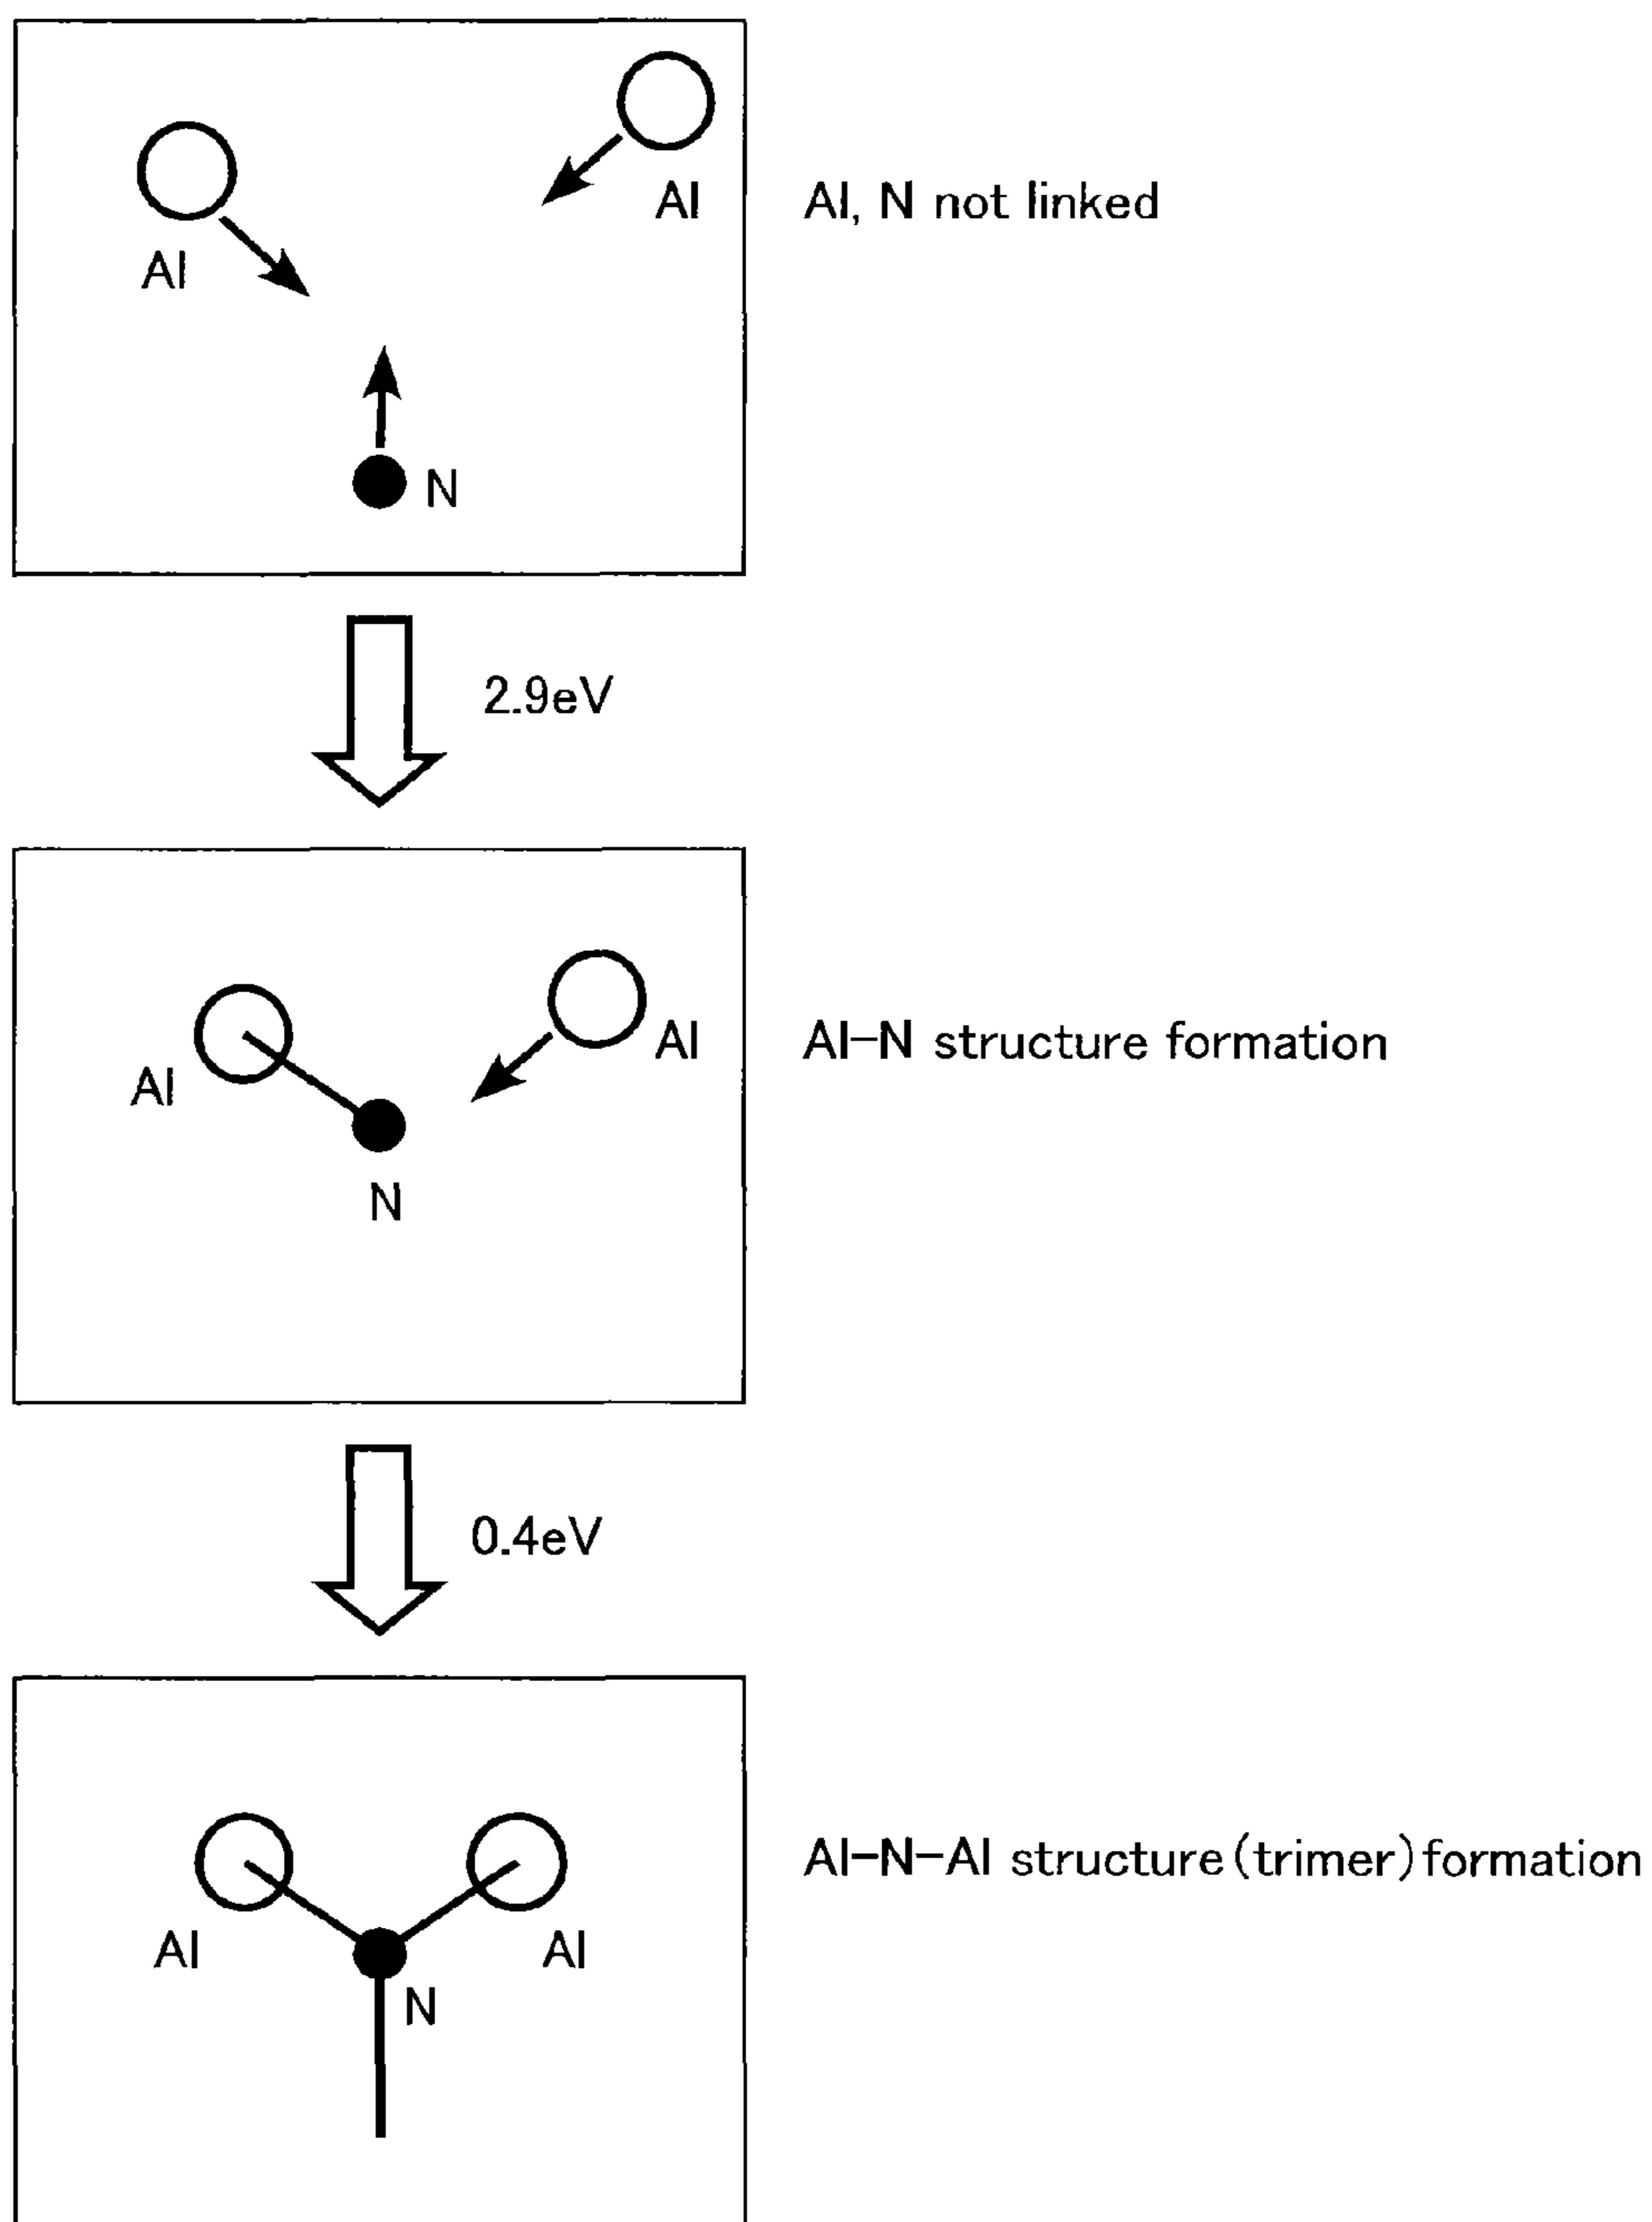 Al
Al
Al, N not linked
N
2.9eV
Al
Al
Al-N structure formation
N
0.4eV
Al
Al
N
Al-N-Al structure(trimer)formation